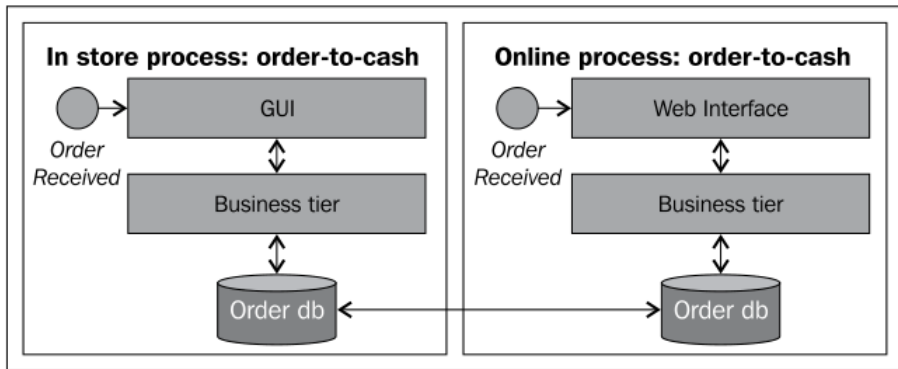 In store process: order-to-cash
GUI
Order
Received
Business tier
Order db
Online process: order-to-cash
Web Interface
Order
Received
Business tier
Order db